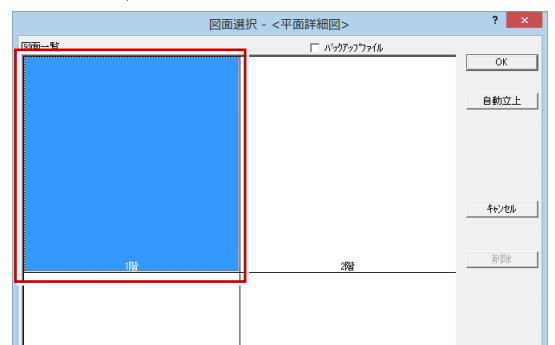 図面選択 - <平面詳細図>
? ×
図面一覧
バックアップファイル
OK
自動立上
キャンセル
削除
1階
2階